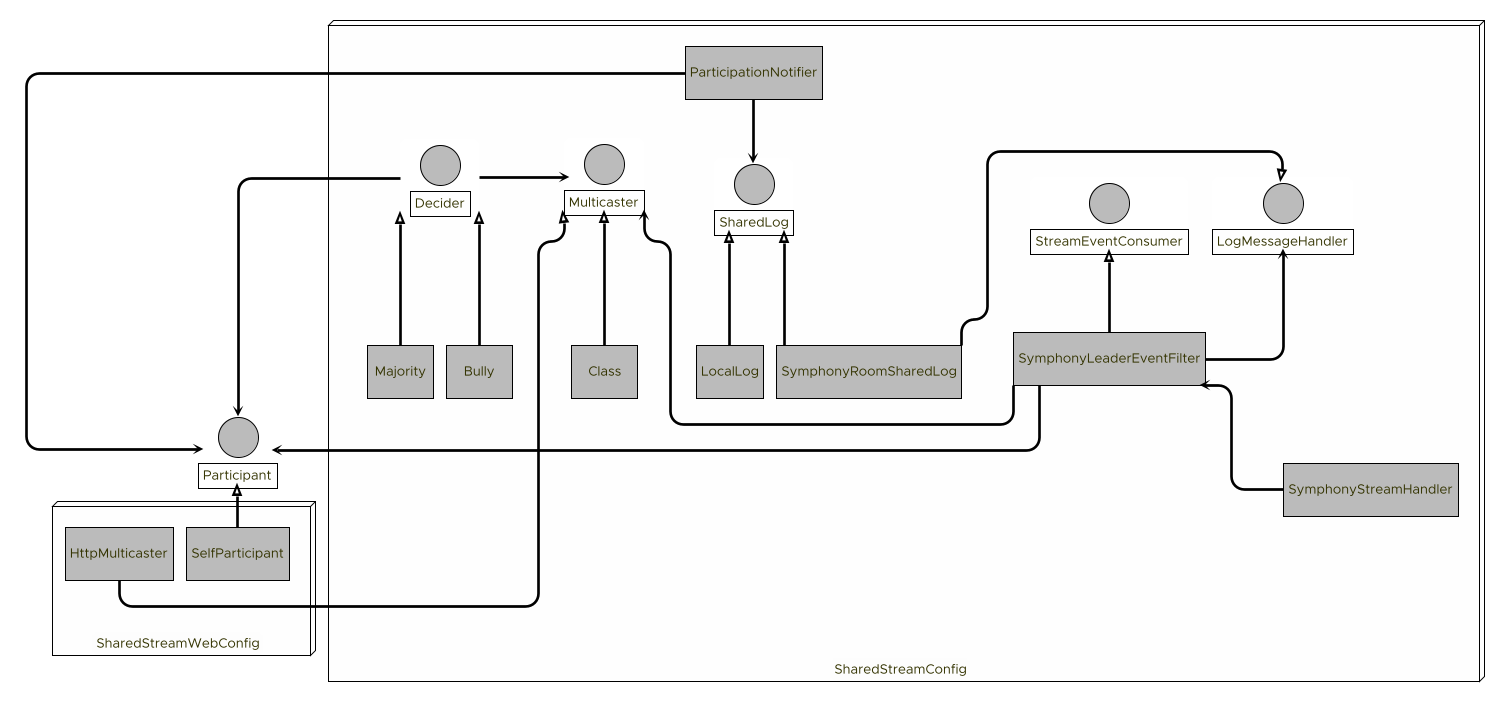 ParticipationNotifier
Decider
Multicaster
SharedLog
StreamEventConsumer
LogMessageHandler
Majority
Bully
Class
LocalLog
SymphonyRoomSharedLog
SymphonyLeaderEventFilter
Participant
SymphonyStreamHandler
HttpMulticaster
SelfParticipant
SharedStreamWebConfig
SharedStreamConfig